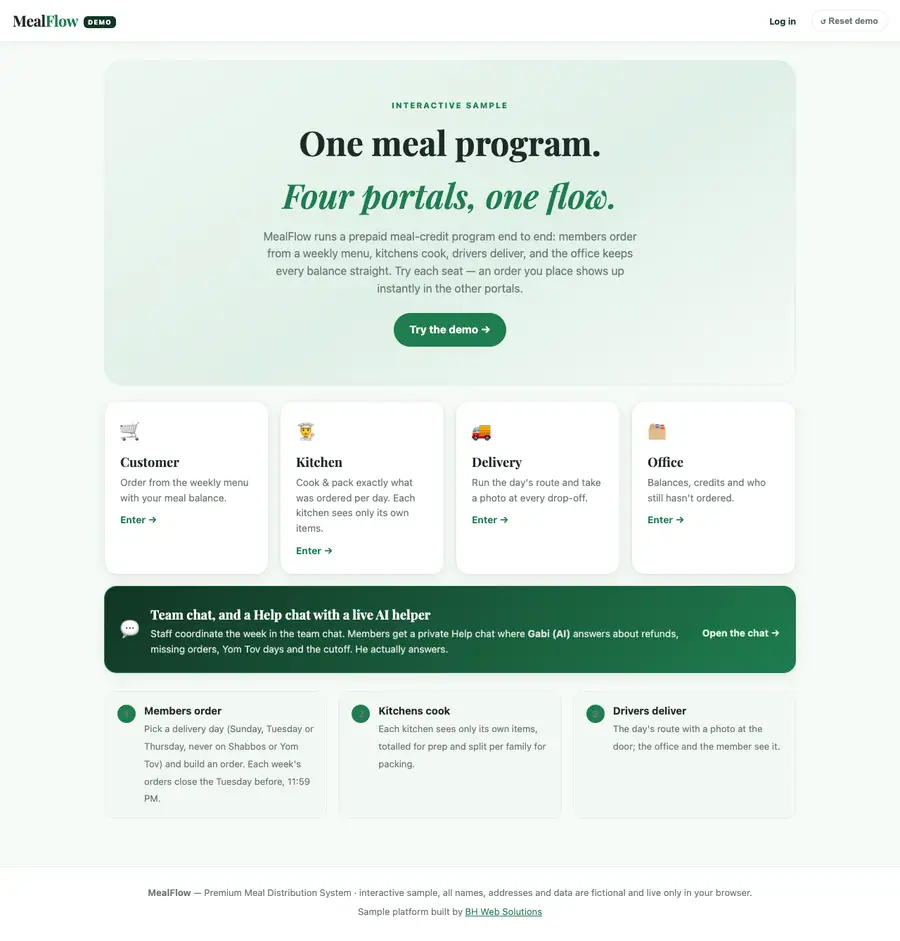 MealFlow DEMO
Log in
↺ Reset demo
INTERACTIVE SAMPLE
One meal program.
Four portals, one flow.
MealFlow runs a prepaid meal-credit program end to end: members order
from a weekly menu, kitchens cook, drivers deliver, and the office keeps
every balance straight. Try each seat — an order you place shows up
instantly in the other portals.
Try the demo →
Customer
Order from the weekly menu
with your meal balance.
Enter →
Kitchen
Cook & pack exactly what
was ordered per day. Each
kitchen sees only its own
items.
Enter →
Delivery
Run the day's route and take
a photo at every drop-off.
Enter →
Office
Balances, credits and who
still hasn't ordered.
Enter →
Team chat, and a Help chat with a live AI helper
Staff coordinate the week in the team chat. Members get a private Help chat where Gabi (AI) answers about refunds,
missing orders, Yom Tov days and the cutoff. He actually answers.
Open the chat →
1
Members order
Pick a delivery day (Sunday, Tuesday or
Thursday, never on Shabbos or Yom
Tov) and build an order. Each week's
orders close the Tuesday before, 11:59
PM.
2
Kitchens cook
Each kitchen sees only its own items,
totalled for prep and split per family for
packing.
3
Drivers deliver
The day's route with a photo at the
door; the office and the member see it.
MealFlow — Premium Meal Distribution System · interactive sample, all names, addresses and data are fictional and live only in your browser.
Sample platform built by BH Web Solutions